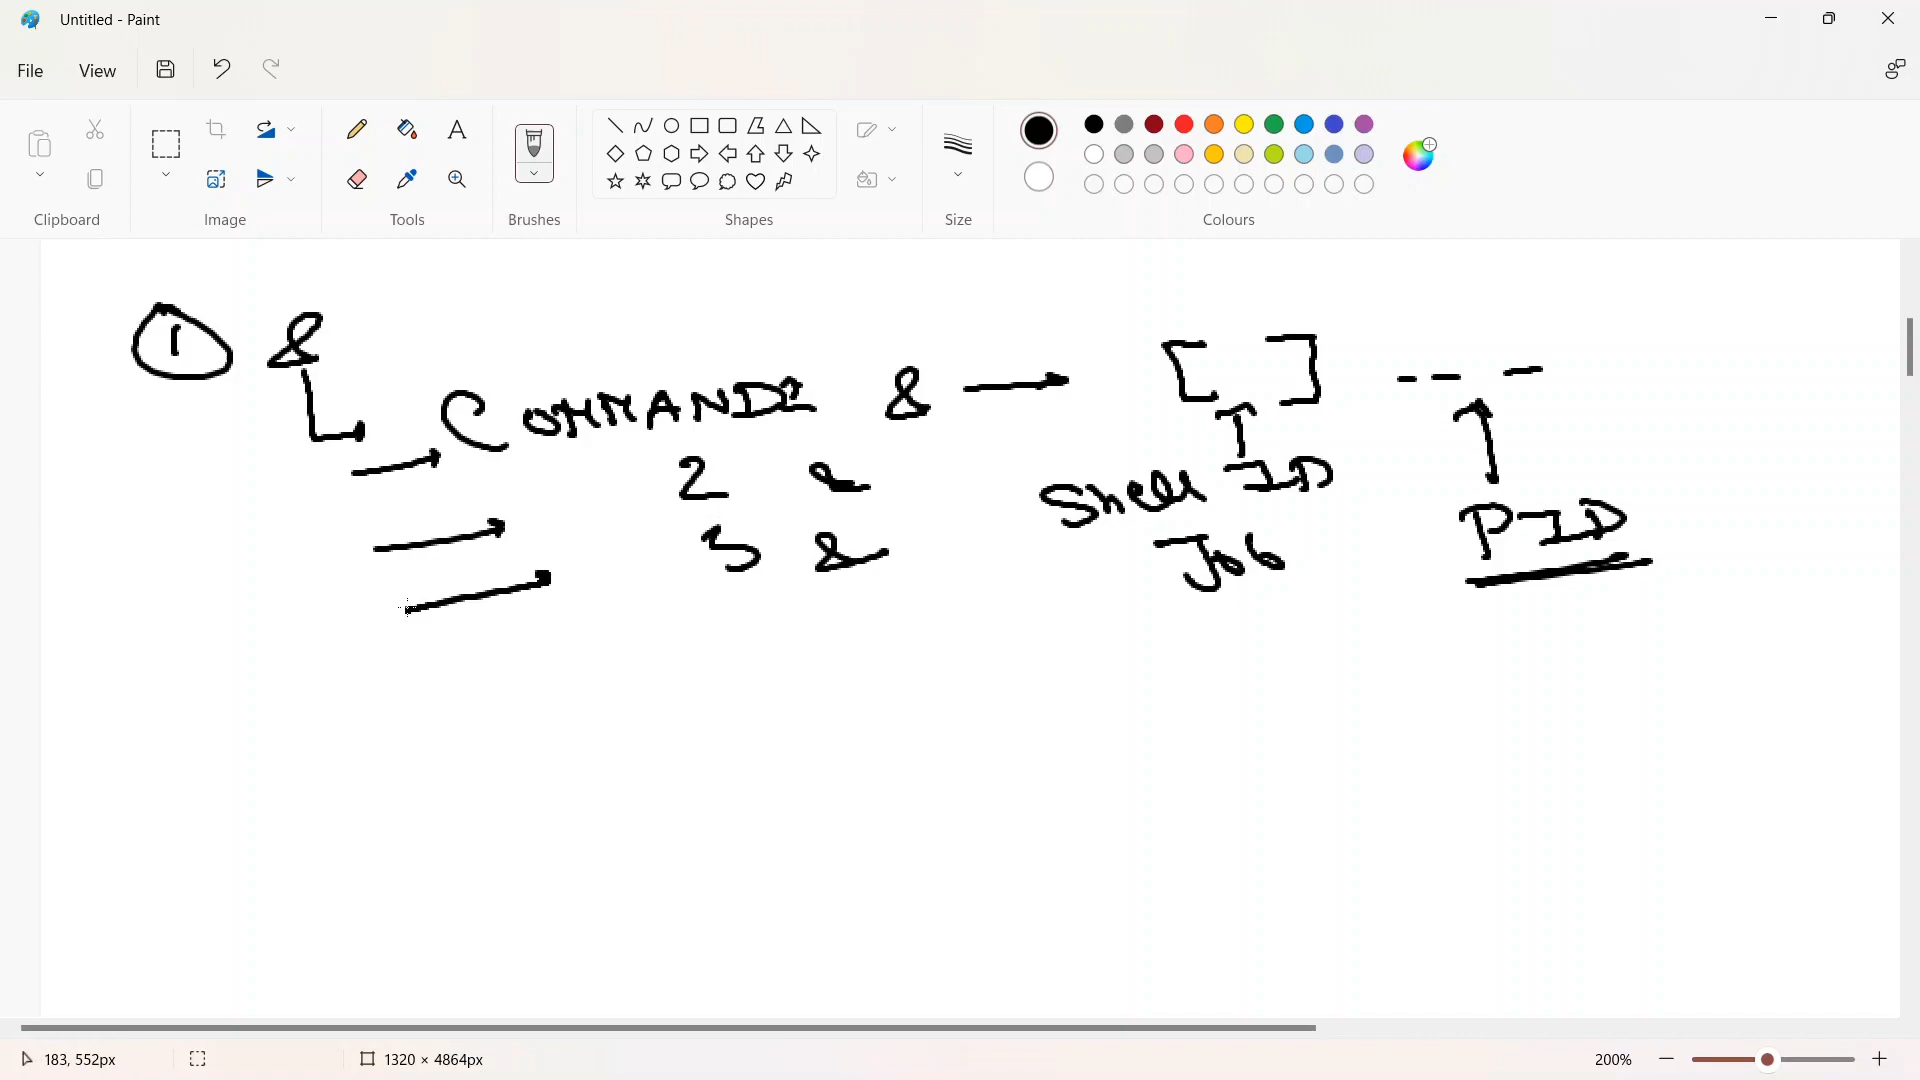 Untitled - Paint
File View
Clipboard Image Tools Brushes Shapes Size Colours
① &
COMMAND1 & → [ ] -- -
→ 2 & Shell ID PID
→ 3 & Job
→
183, 552px 1320 × 4864px 200%